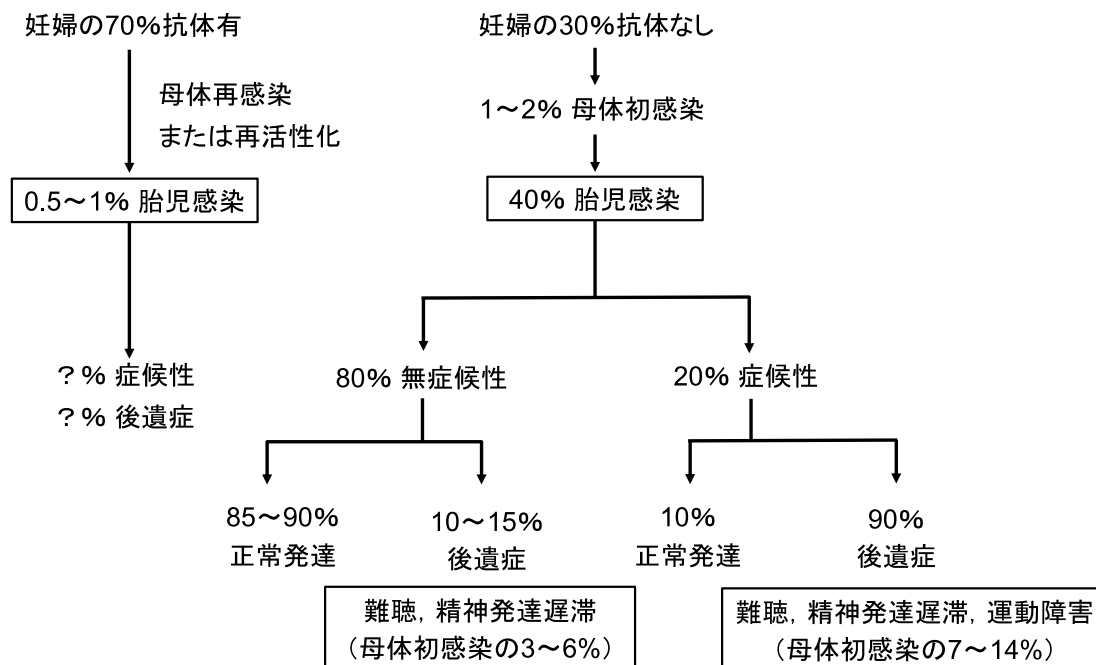 妊婦の70%抗体有
母体再感染
または再活性化
0.5～1% 胎児感染
？% 症候性
？% 後遺症
妊婦の30%抗体なし
1～2% 母体初感染
40% 胎児感染
80% 無症候性
20% 症候性
85～90%
正常発達
10～15%
後遺症
10%
正常発達
90%
後遺症
難聴, 精神発達遅滞
（母体初感染の3～6%）
難聴, 精神発達遅滞, 運動障害
（母体初感染の7～14%）